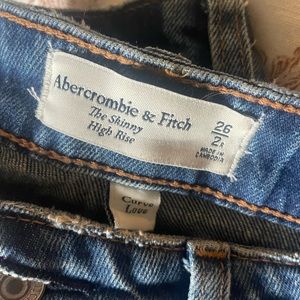 Abercrombie & Fitch
The Skinny
High Rise
26
2R
MADE IN
CAMBODIA
Curve
Love